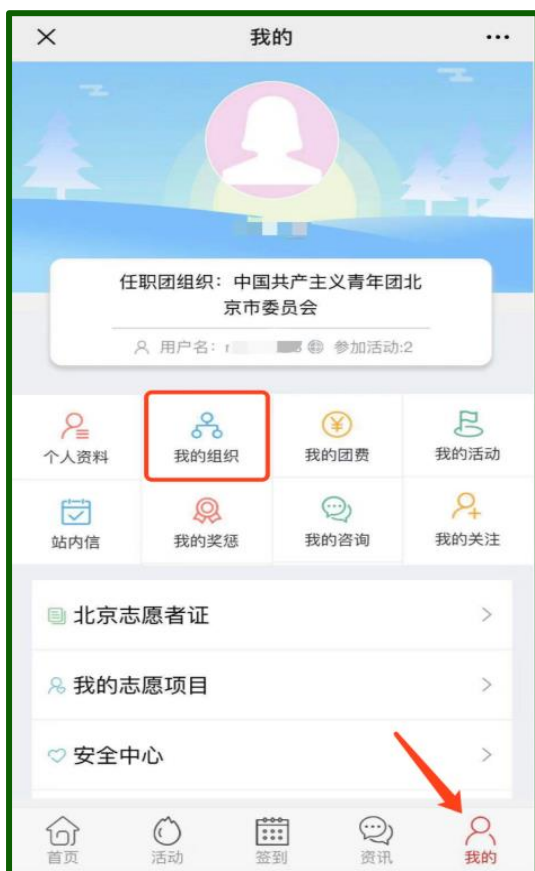 我的
任职团组织：中国共产主义青年团北
京市委员会
用户名： 参加活动:2
个人资料 我的组织 我的团费 我的活动
站内信 我的奖惩 我的咨询 我的关注
北京志愿者证
我的志愿项目
安全中心
首页 活动 签到 资讯 我的